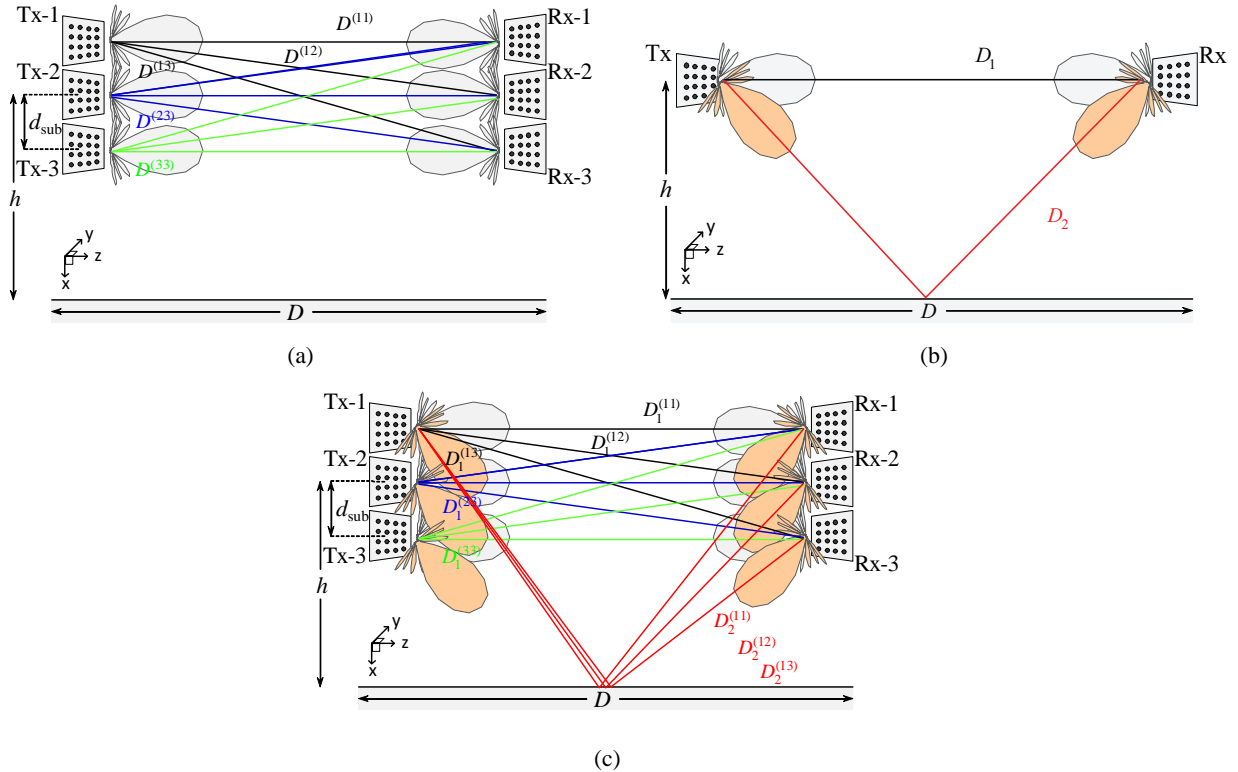 Tx-1
D^(11)
Rx-1
D^(12)
Tx-2
D^(13)
Rx-2
d_sub
D^(23)
Tx-3
D^(33)
Rx-3
h
y
z
x
D
(a)
Tx
D_1
Rx
h
D_2
y
z
x
D
(b)
Tx-1
D_1^(11)
Rx-1
D_1^(12)
Tx-2
D_1^(13)
Rx-2
d_sub
D_1^(23)
Tx-3
D_1^(33)
Rx-3
h
D_2^(11)
y
z
x
D_2^(12)
D_2^(13)
D
(c)